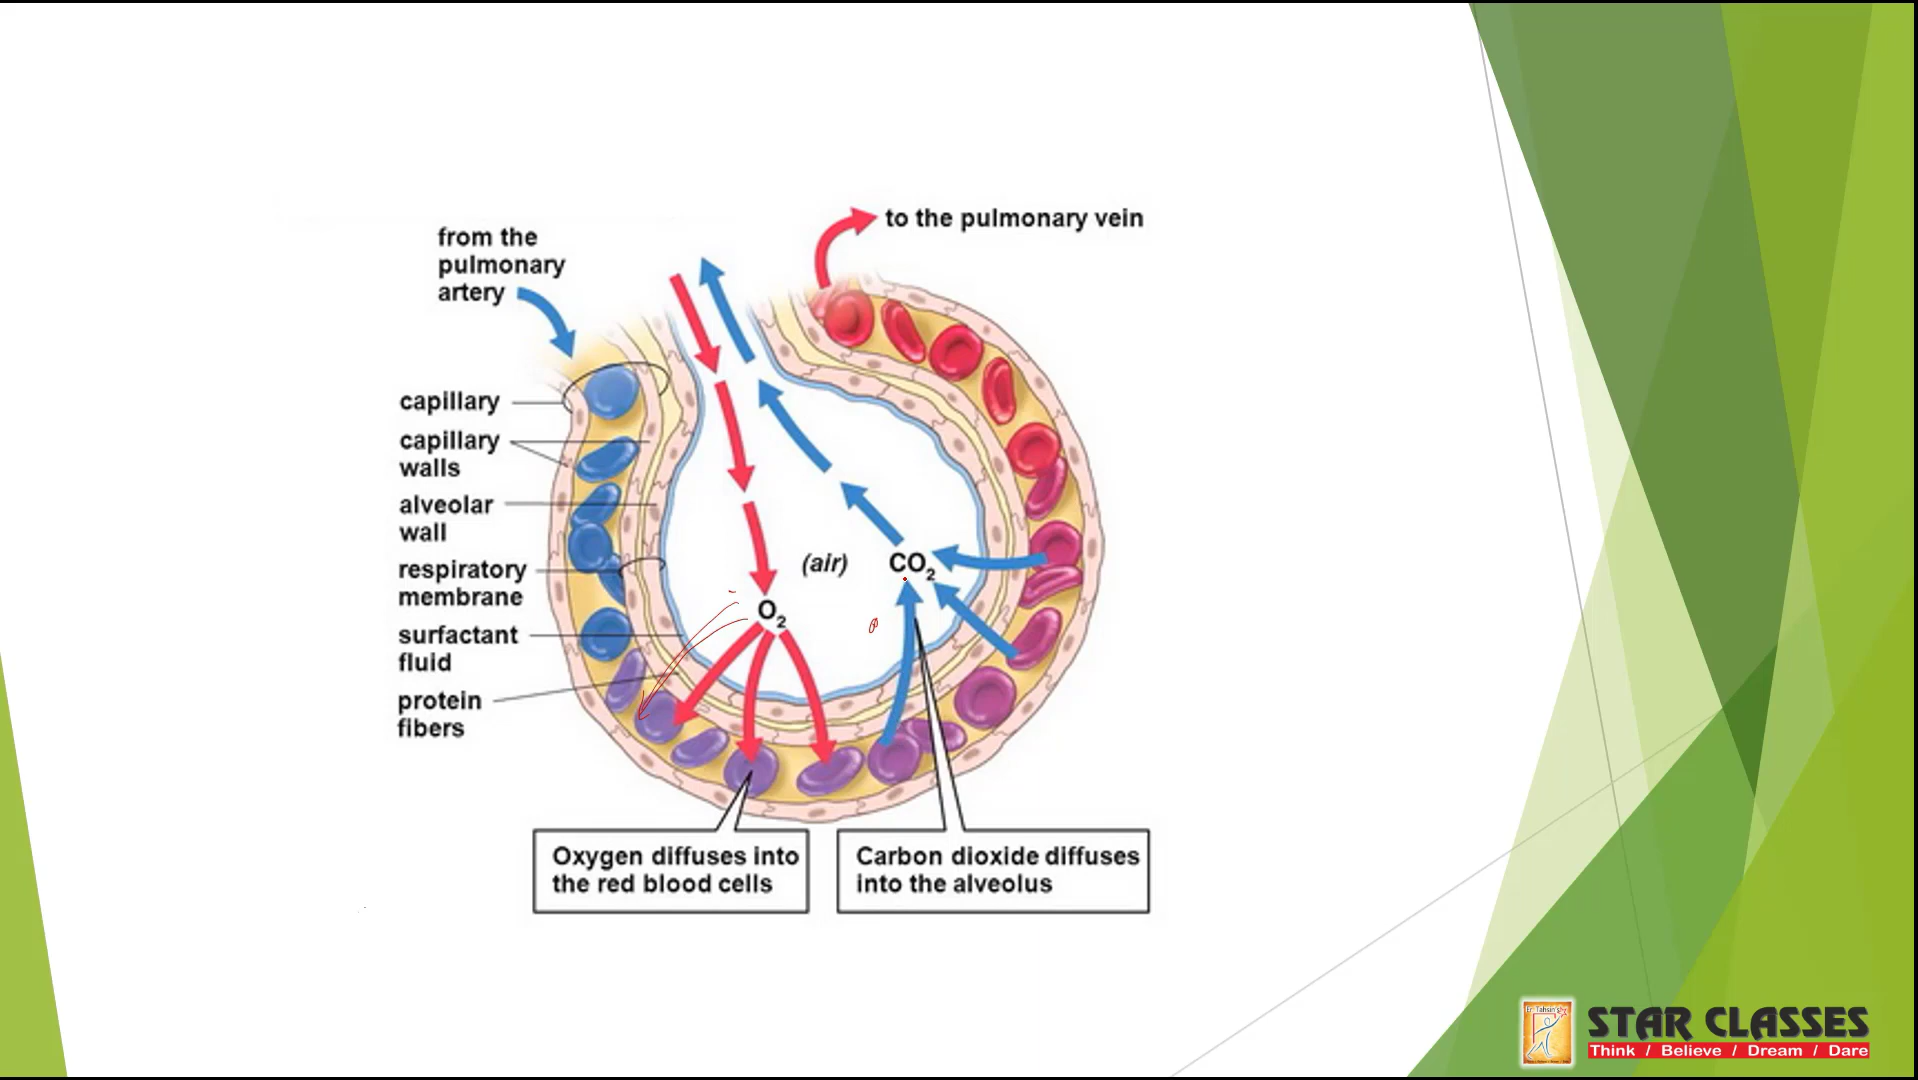 to the pulmonary vein
from the
pulmonary
artery
capillary
capillary
walls
alveolar
wall
respiratory
membrane
surfactant
fluid
protein
fibers
(air)
CO2
O2
Oxygen diffuses into
the red blood cells
Carbon dioxide diffuses
into the alveolus
Er. Tahsin's
STAR CLASSES
Think / Believe / Dream / Dare